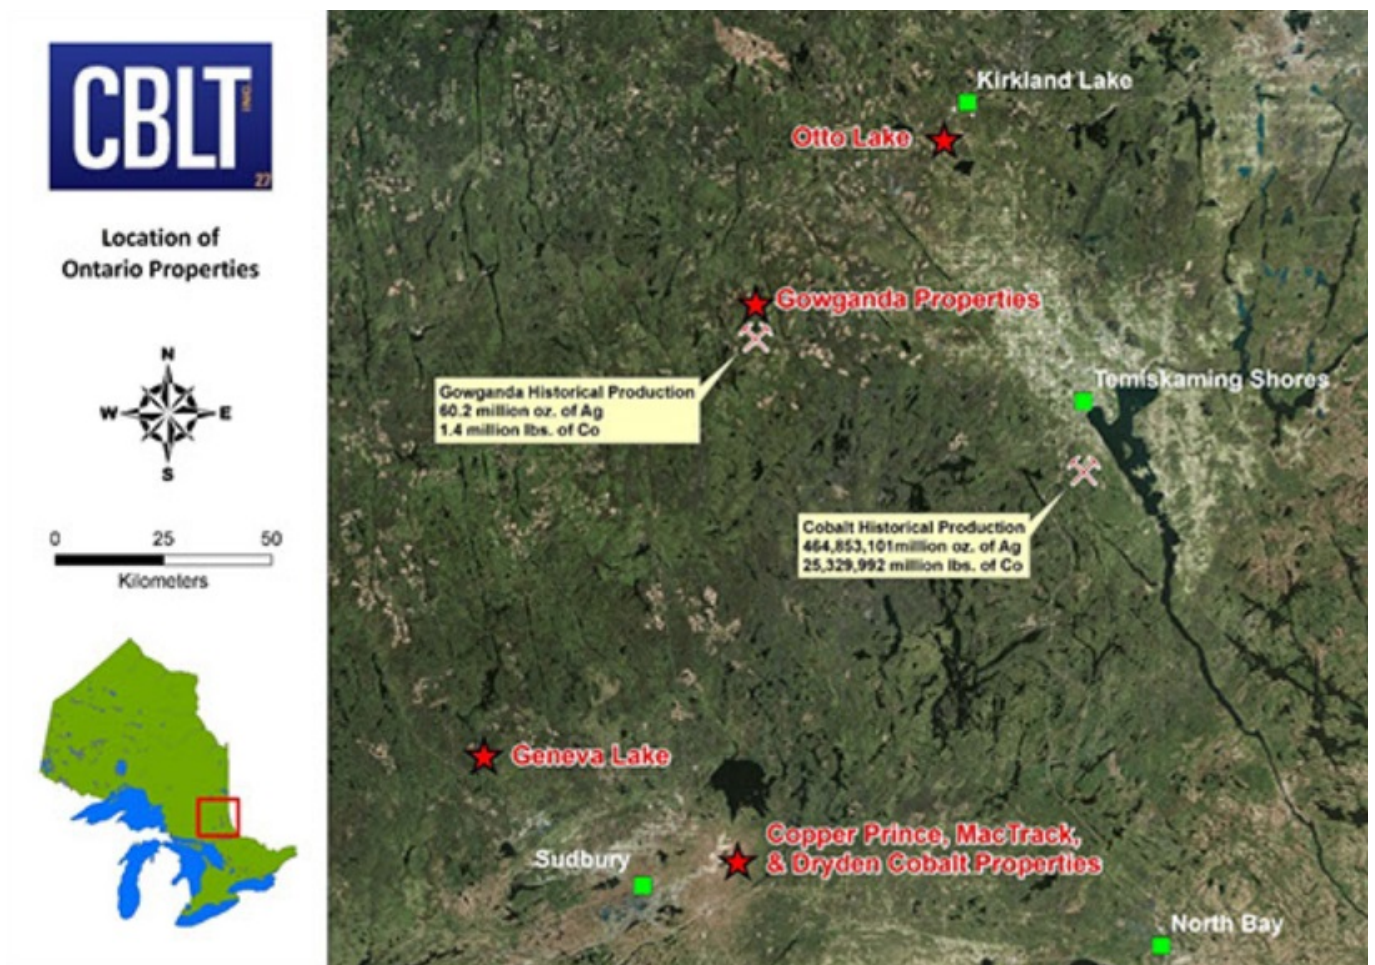 CBLT
INC.
27
Location of
Ontario Properties
N
W E
S
0 25 50
Kilometers
Kirkland Lake
Otto Lake
Gowganda Properties
Gowganda Historical Production
60.2 million oz. of Ag
1.4 million lbs. of Co
Temiskaming Shores
Cobalt Historical Production
464,853,101million oz. of Ag
25,329,992 million lbs. of Co
Geneva Lake
Copper Prince, MacTrack,
& Dryden Cobalt Properties
Sudbury
North Bay